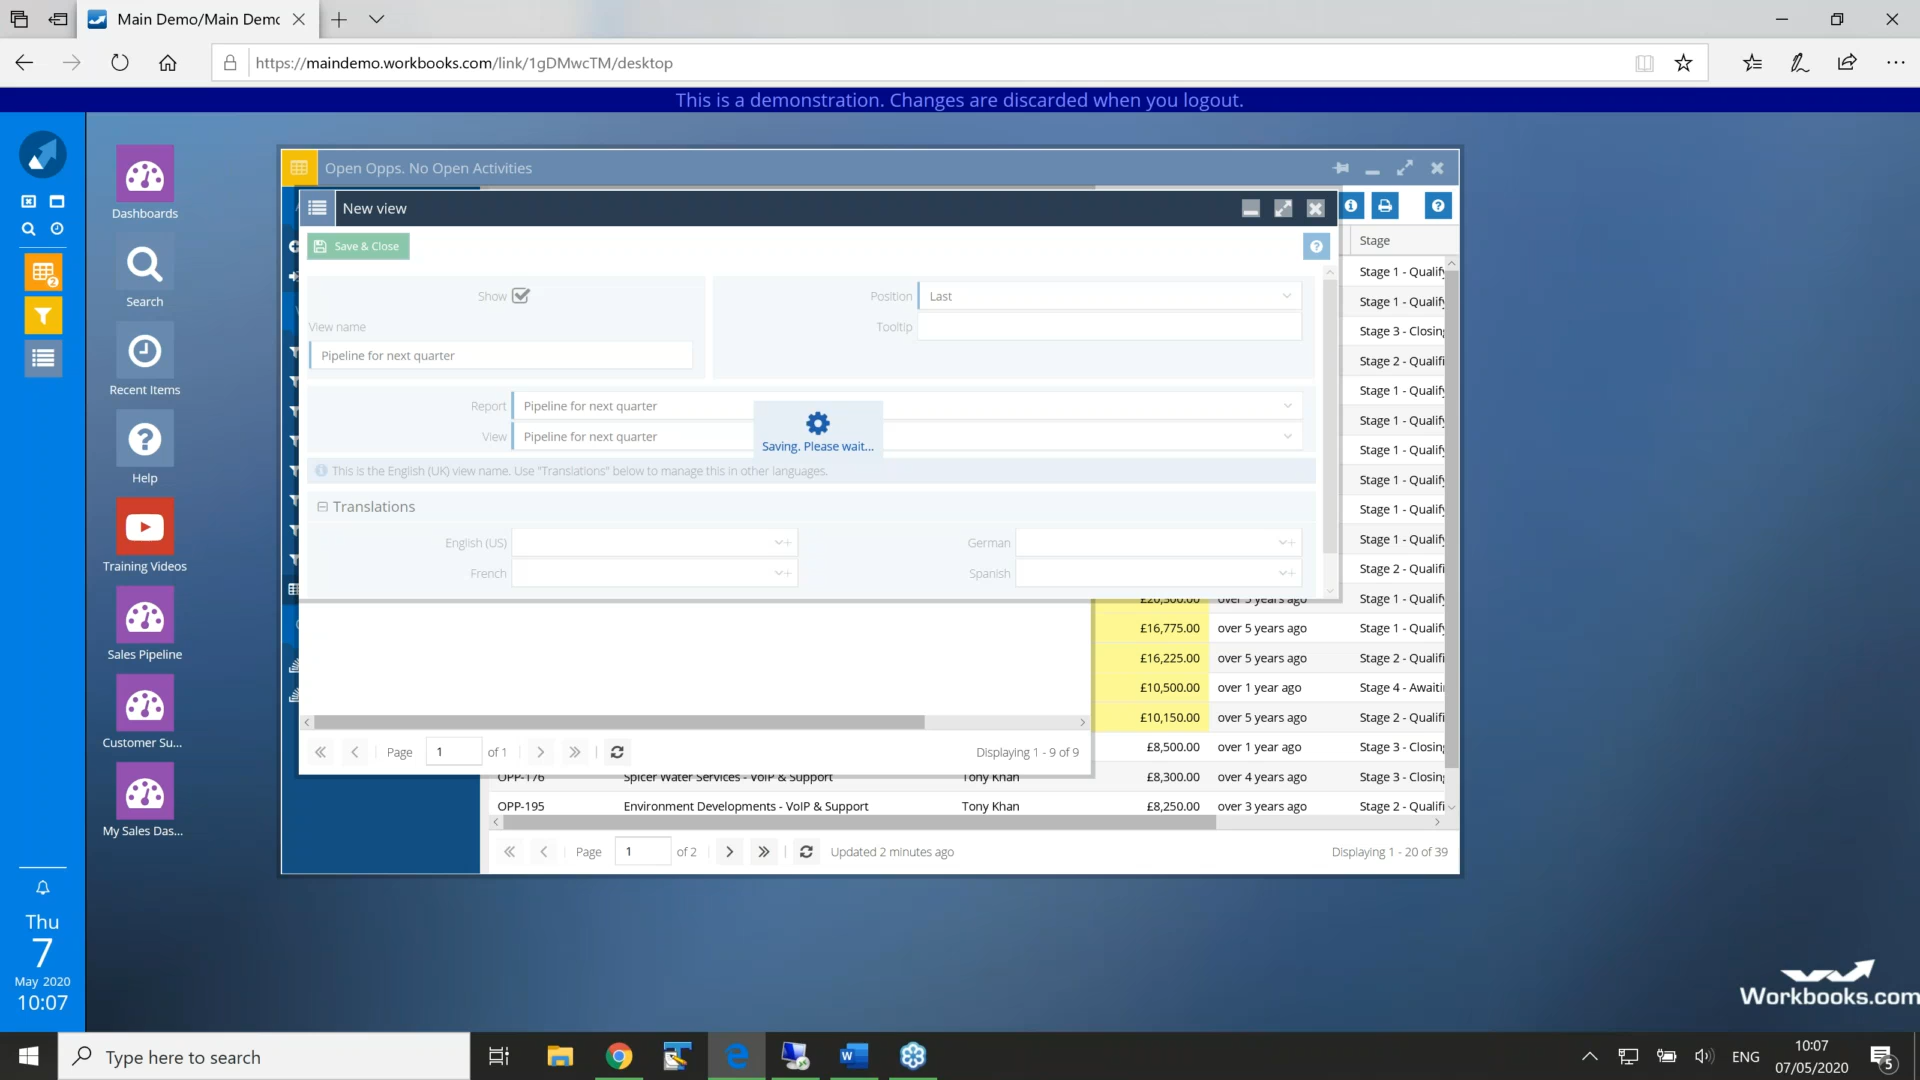 Main Demo/Main Demo
https://maindemo.workbooks.com/link/1gDMwcTM/desktop
This is a demonstration. Changes are discarded when you logout.
Dashboards
Search
Recent Items
Help
Training Videos
Sales Pipeline
Customer Su...
My Sales Das...
2
Thu
7
May 2020
10:07
Open Opps. No Open Activities
New view
Save & Close
Show
Position
Last
Tooltip
View name
Pipeline for next quarter
Report
Pipeline for next quarter
View
Pipeline for next quarter
Saving. Please wait...
This is the English (UK) view name. Use "Translations" below to manage this in other languages.
Translations
English (US)
German
French
Spanish
Stage
Stage 1 - Qualify
Stage 1 - Qualify
Stage 3 - Closing
Stage 2 - Qualifi
Stage 1 - Qualify
Stage 1 - Qualify
Stage 1 - Qualify
Stage 1 - Qualify
Stage 1 - Qualify
Stage 1 - Qualify
Stage 2 - Qualifi
£20,500.00 over 5 years ago Stage 1 - Qualify
£16,775.00 over 5 years ago Stage 1 - Qualify
£16,225.00 over 5 years ago Stage 2 - Qualifi
£10,500.00 over 1 year ago Stage 4 - Awaiti
£10,150.00 over 5 years ago Stage 2 - Qualifi
£8,500.00 over 1 year ago Stage 3 - Closing
OPP-176 Spicer Water Services - VoIP & Support Tony Khan £8,300.00 over 4 years ago Stage 3 - Closing
OPP-195 Environment Developments - VoIP & Support Tony Khan £8,250.00 over 3 years ago Stage 2 - Qualifi
Page 1 of 1
Displaying 1 - 9 of 9
Page 1 of 2
Updated 2 minutes ago
Displaying 1 - 20 of 39
Workbooks.com
Type here to search
ENG
10:07
07/05/2020
5